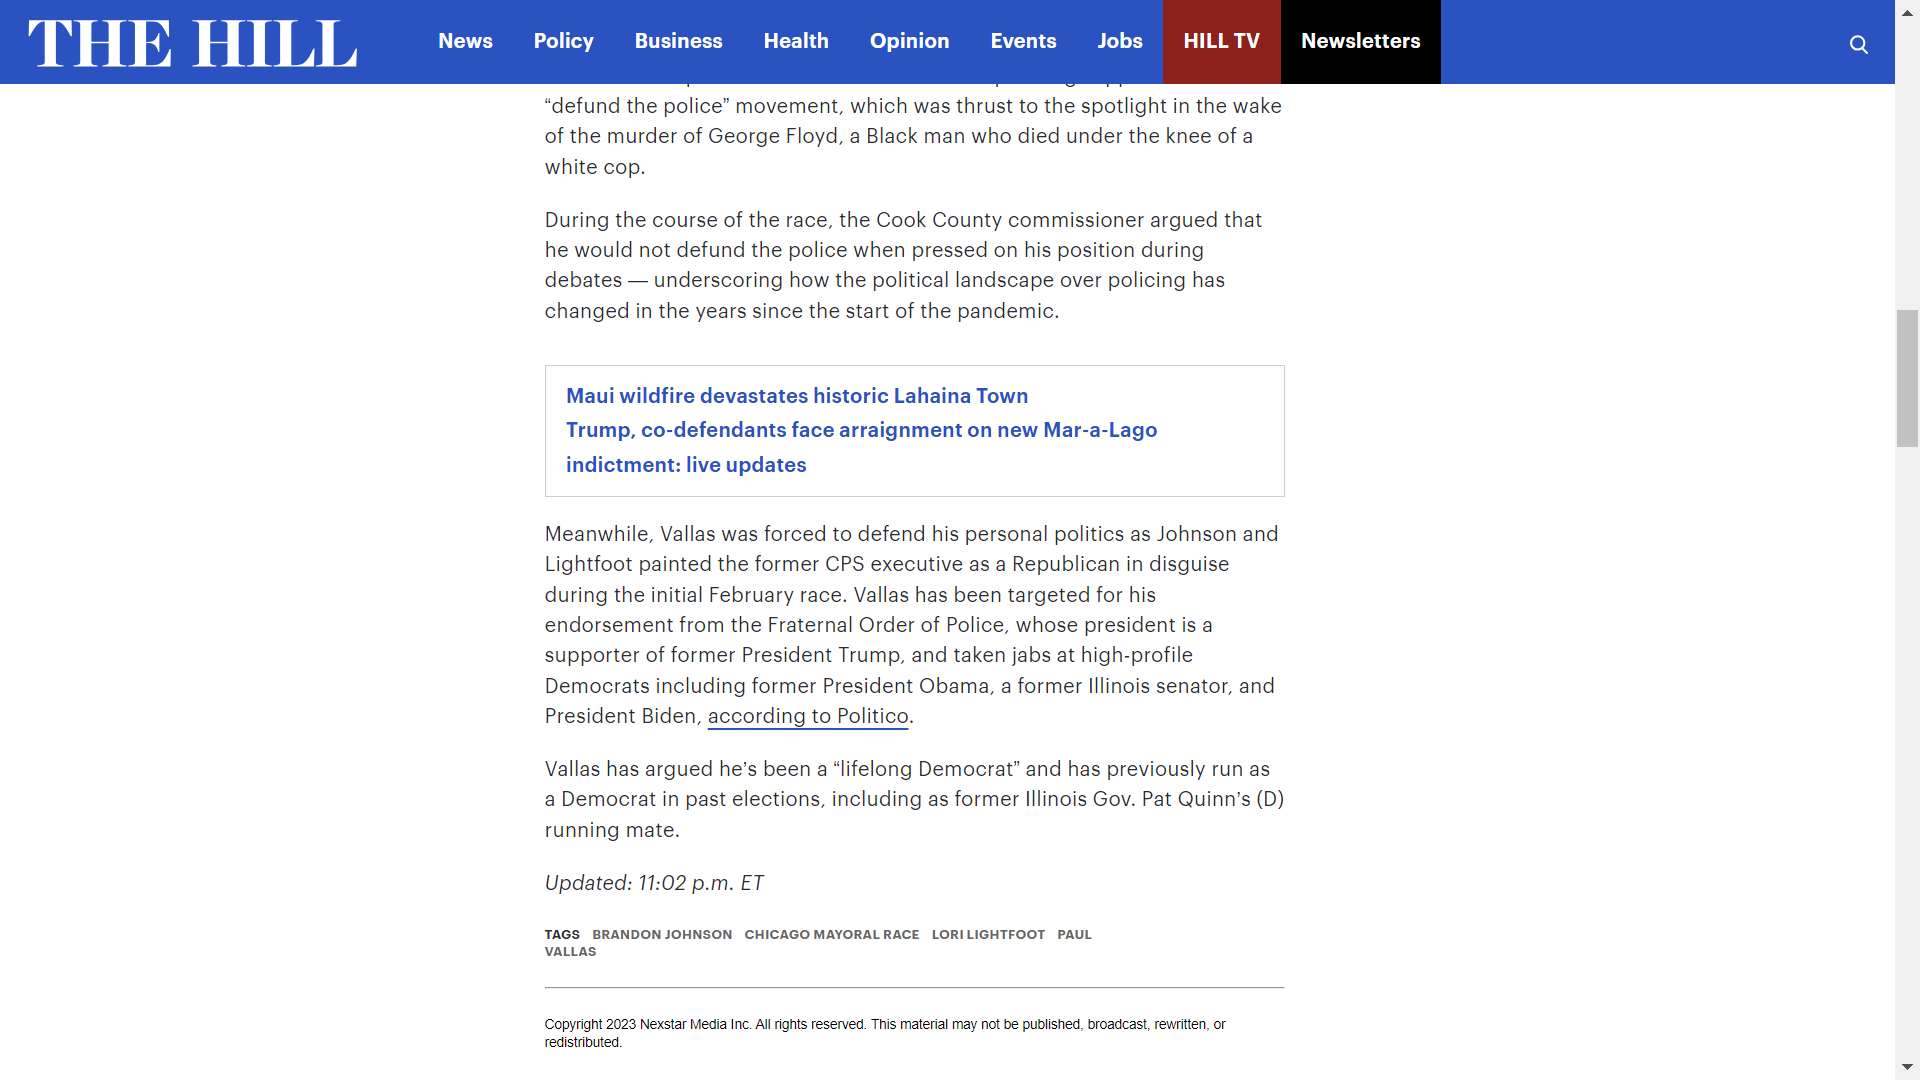 THE HILL
News Policy Business Health Opinion Events Jobs HILL TV Newsletters
“defund the police” movement, which was thrust to the spotlight in the wake
of the murder of George Floyd, a Black man who died under the knee of a
white cop.
During the course of the race, the Cook County commissioner argued that
he would not defund the police when pressed on his position during
debates — underscoring how the political landscape over policing has
changed in the years since the start of the pandemic.
Maui wildfire devastates historic Lahaina Town
Trump, co-defendants face arraignment on new Mar-a-Lago
indictment: live updates
Meanwhile, Vallas was forced to defend his personal politics as Johnson and
Lightfoot painted the former CPS executive as a Republican in disguise
during the initial February race. Vallas has been targeted for his
endorsement from the Fraternal Order of Police, whose president is a
supporter of former President Trump, and taken jabs at high-profile
Democrats including former President Obama, a former Illinois senator, and
President Biden, according to Politico.
Vallas has argued he’s been a “lifelong Democrat” and has previously run as
a Democrat in past elections, including as former Illinois Gov. Pat Quinn’s (D)
running mate.
Updated: 11:02 p.m. ET
TAGS BRANDON JOHNSON CHICAGO MAYORAL RACE LORI LIGHTFOOT PAUL
VALLAS
Copyright 2023 Nexstar Media Inc. All rights reserved. This material may not be published, broadcast, rewritten, or
redistributed.